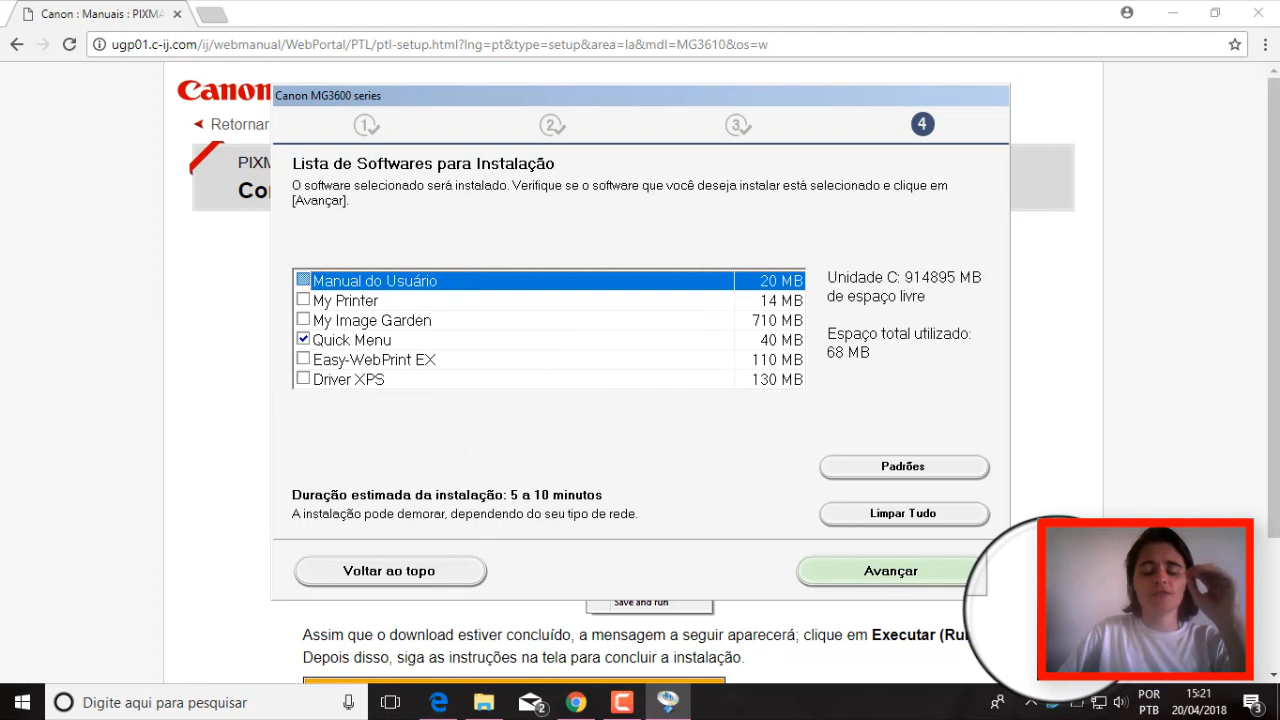 Canon : Manuais : PIXMA
ugp01.c-ij.com/ij/webmanual/WebPortal/PTL/ptl-setup.html?lng=pt&type=setup&area=la&mdl=MG3610&os=w
Canon
Retornar
PIXM
Co
Canon MG3600 series
1 2 3 4
Lista de Softwares para Instalação
O software selecionado será instalado. Verifique se o software que você deseja instalar está selecionado e clique em
[Avançar].
Manual do Usuário 20 MB
My Printer 14 MB
My Image Garden 710 MB
Quick Menu 40 MB
Easy-WebPrint EX 110 MB
Driver XPS 130 MB
Unidade C: 914895 MB
de espaço livre
Espaço total utilizado:
68 MB
Padrões
Duração estimada da instalação: 5 a 10 minutos
A instalação pode demorar, dependendo do seu tipo de rede.
Limpar Tudo
Voltar ao topo
Avançar
Save and run
Assim que o download estiver concluído, a mensagem a seguir aparecerá; clique em Executar (Ru
Depois disso, siga as instruções na tela para concluir a instalação.
Digite aqui para pesquisar
2
POR
PTB
15:21
20/04/2018
3